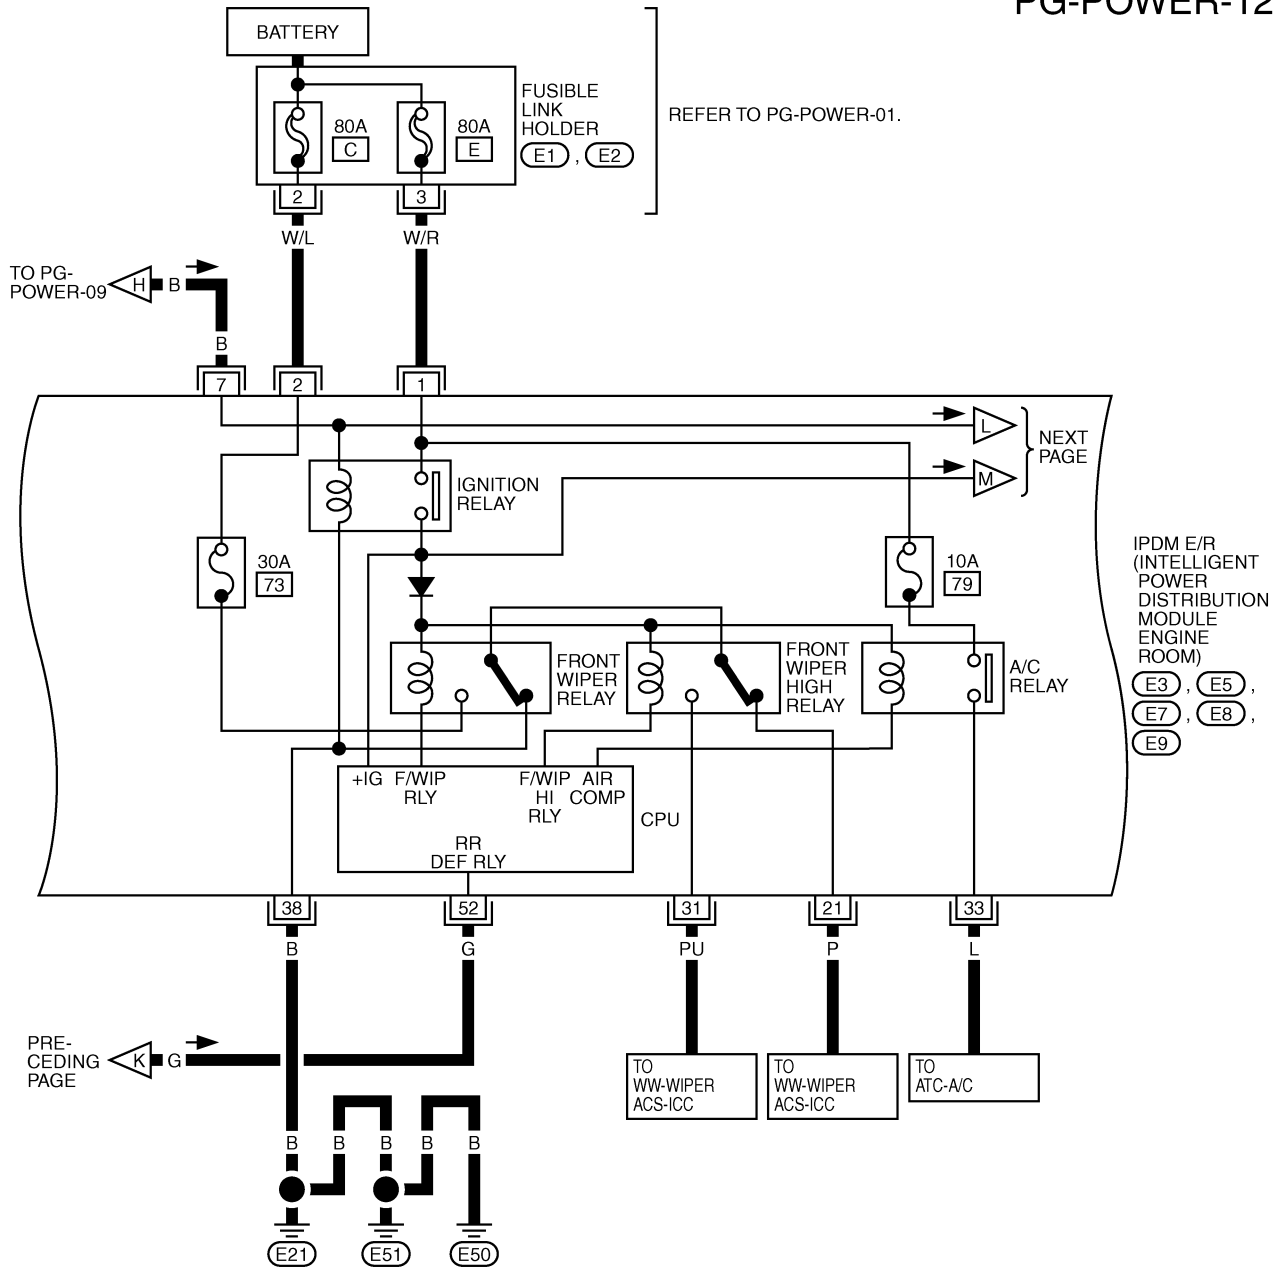 PG-POWER-12
BATTERY
80A
C
80A
E
FUSIBLE
LINK
HOLDER
E1 , E2
REFER TO PG-POWER-01.
2
3
W/L
W/R
TO PG-
POWER-09
H
B
B
7
2
1
L
M
NEXT
PAGE
IGNITION
RELAY
30A
73
10A
79
IPDM E/R
(INTELLIGENT
POWER
DISTRIBUTION
MODULE
ENGINE
ROOM)
E3 , E5 ,
E7 , E8 ,
E9
FRONT
WIPER
RELAY
FRONT
WIPER
HIGH
RELAY
A/C
RELAY
+IG
F/WIP
RLY
F/WIP
HI
RLY
AIR
COMP
CPU
RR
DEF RLY
38
52
31
21
33
B
G
PU
P
L
PRE-
CEDING
PAGE
K
G
TO
WW-WIPER
ACS-ICC
TO
WW-WIPER
ACS-ICC
TO
ATC-A/C
B
B
B
B
B
E21
E51
E50